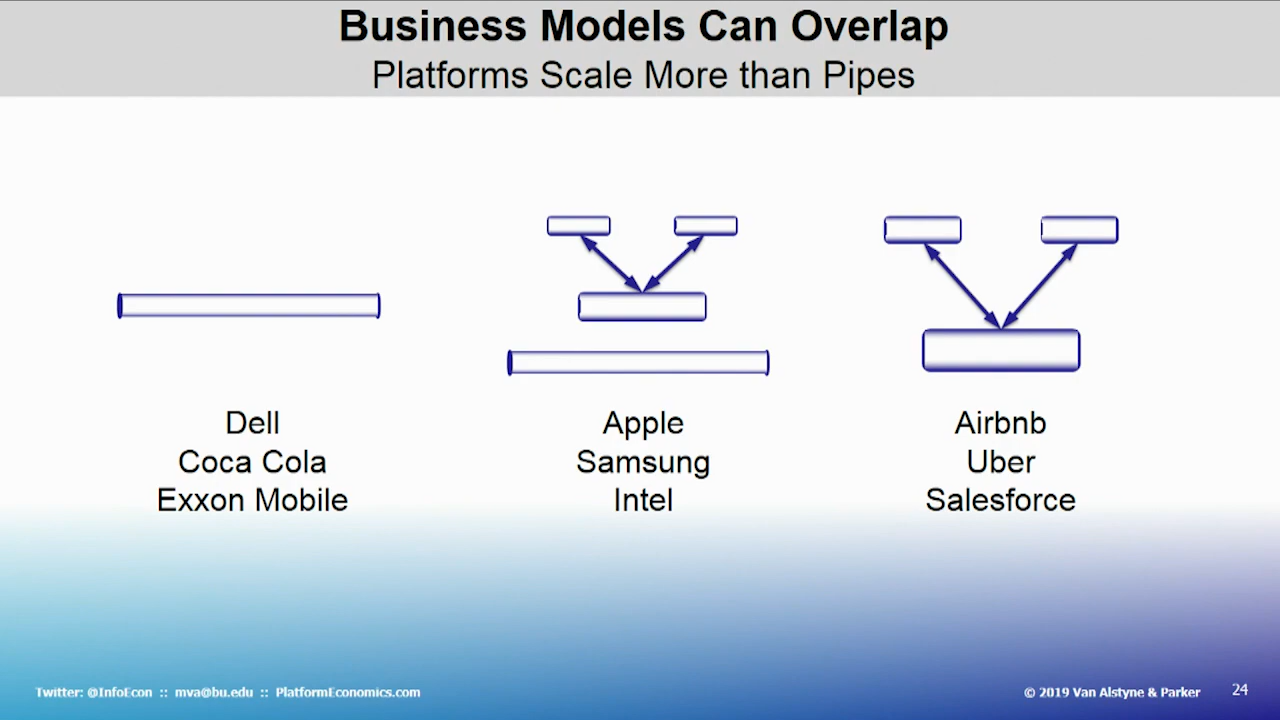 Business Models Can Overlap
Platforms Scale More than Pipes
Dell
Coca Cola
Exxon Mobile
Apple
Samsung
Intel
Airbnb
Uber
Salesforce
Twitter: @InfoEcon :: mva@bu.edu :: PlatformEconomics.com
© 2019 Van Alstyne & Parker
24